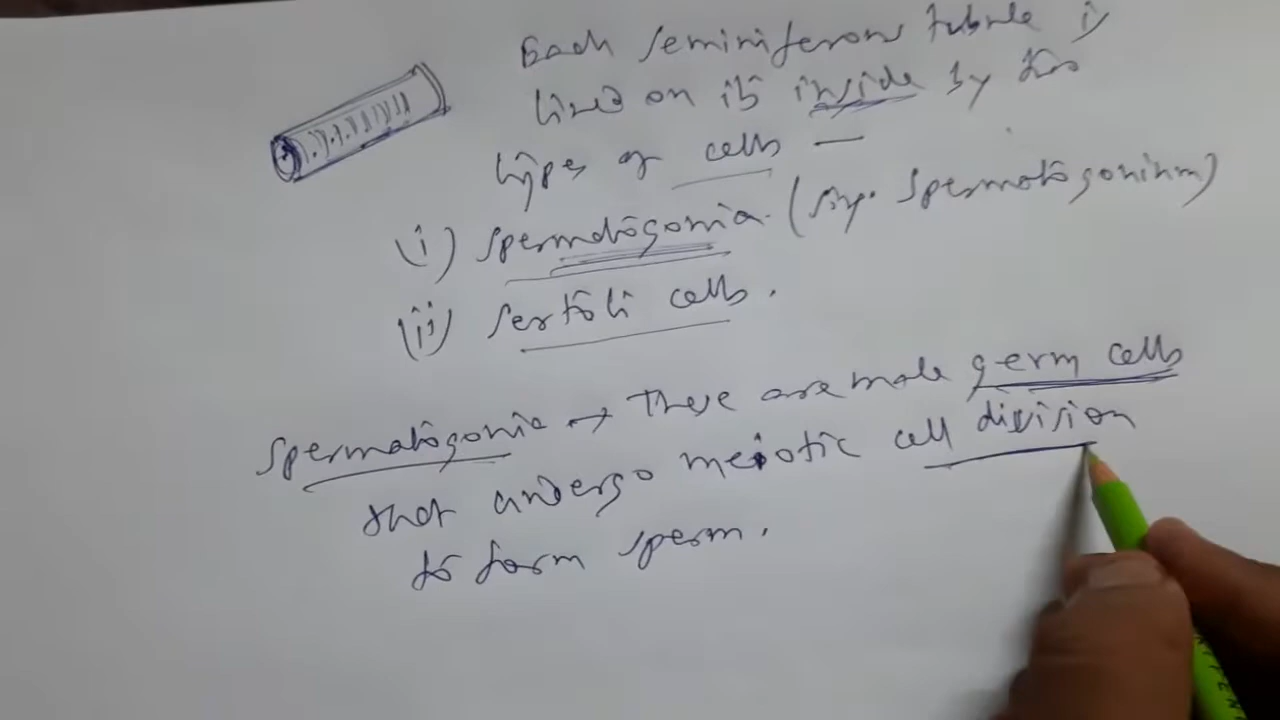 Each seminiferous tubule is
lined on its inside by two
types of cells —
(i) spermatogonia. (sing. spermatogonium)
(ii) sertoli cells.
spermatogonia → These are male germ cells
that undergo meiotic cell division
to form sperm.